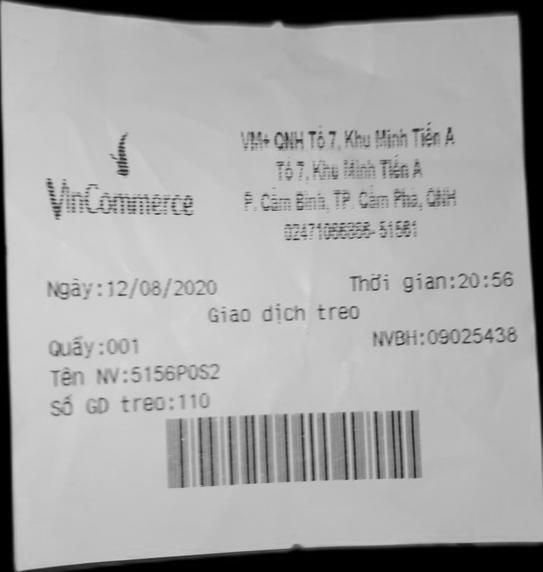 VM+ QNH Tổ 7, Khu Minh Tiến A
Tổ 7, Khu Minh Tiến A
VinCommerce
P. Cẩm Bình, TP. Cẩm Phả, QNH
Ngày:12/08/2020 Thời gian:20:56
Giao dịch treo
Quầy:001 NVBH:09025438
Tên NV:5156POS2
Số GD treo:110